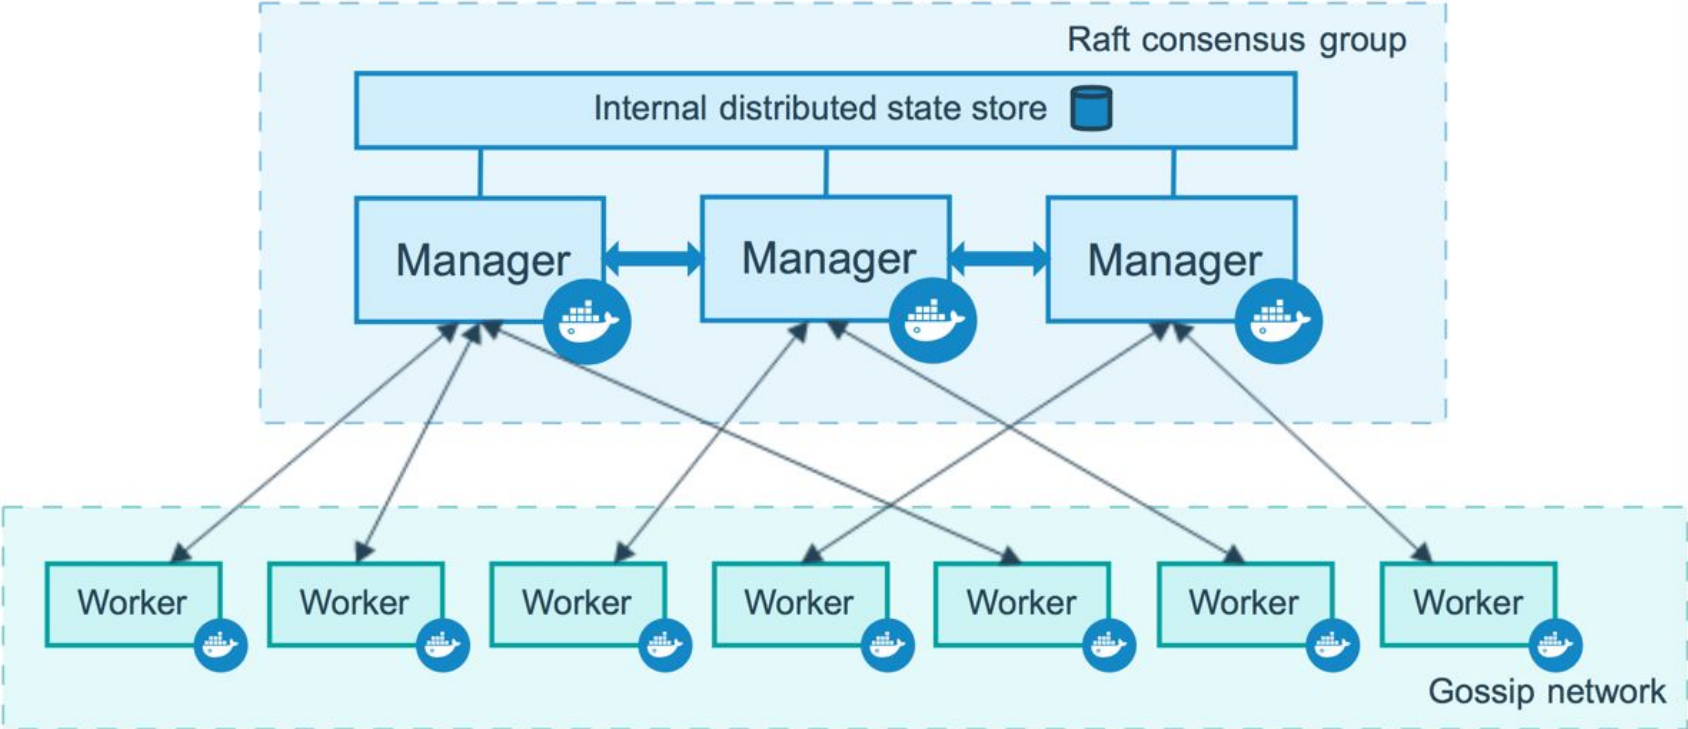 Raft consensus group
Internal distributed state store
Manager
Manager
Manager
Worker
Worker
Worker
Worker
Worker
Worker
Worker
Gossip network